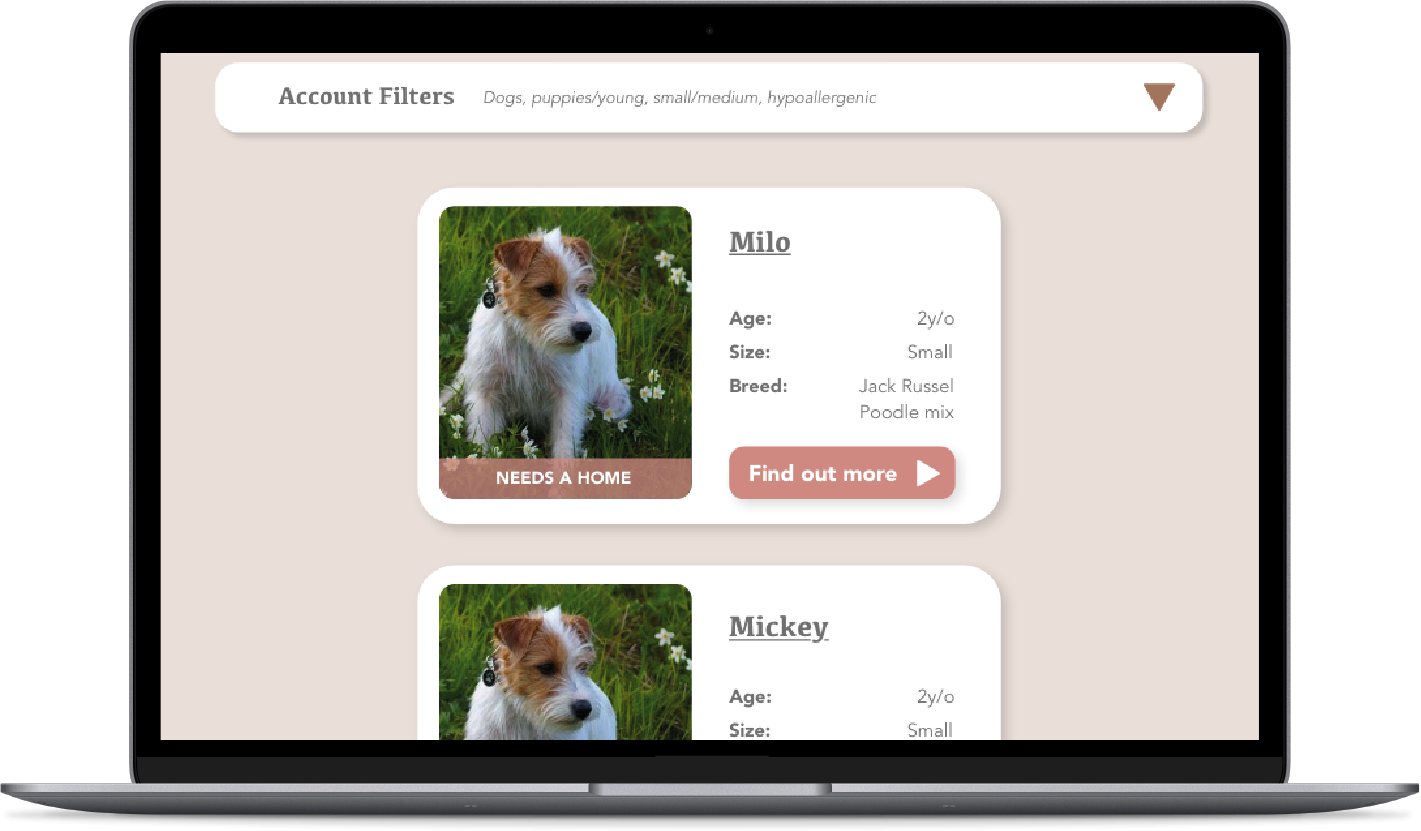 Account Filters Dogs, puppies/young, small/medium, hypoallergenic
Milo
Age: 2y/o
Size: Small
Breed: Jack Russel
Poodle mix
NEEDS A HOME
Find out more
Mickey
Age: 2y/o
Size: Small